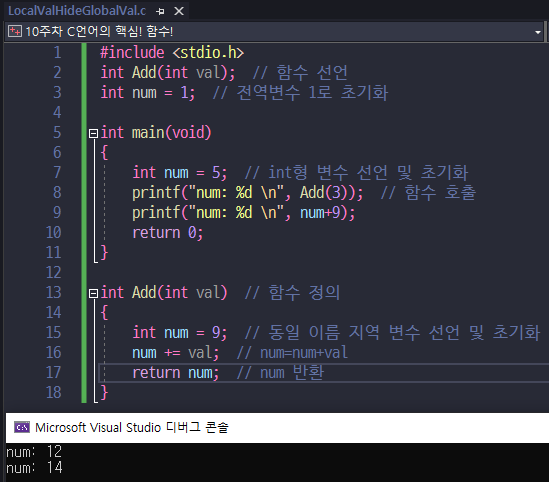 LocalValHideGlobalVal.c
10주차 C언어의 핵심! 함수!
1 #include <stdio.h>
2 int Add(int val);  // 함수 선언
3 int num = 1;  // 전역변수 1로 초기화
4
5 int main(void)
6 {
7 int num = 5;  // int형 변수 선언 및 초기화
8 printf("num: %d \n", Add(3));  // 함수 호출
9 printf("num: %d \n", num+9);
10 return 0;
11 }
12
13 int Add(int val)  // 함수 정의
14 {
15 int num = 9;  // 동일 이름 지역 변수 선언 및 초기화
16 num += val;  // num=num+val
17 return num;  // num 반환
18 }
Microsoft Visual Studio 디버그 콘솔
num: 12
num: 14